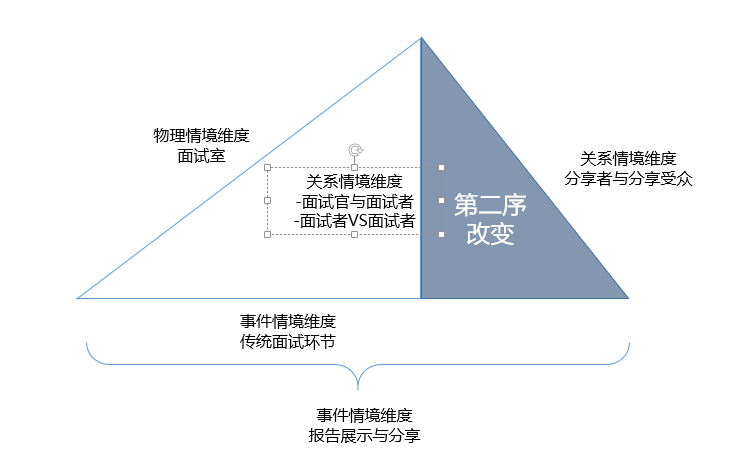 物理情境维度
面试室
关系情境维度
-面试官与面试者
-面试者VS面试者
关系情境维度
分享者与分享受众
第二序
改变
事件情境维度
传统面试环节
事件情境维度
报告展示与分享